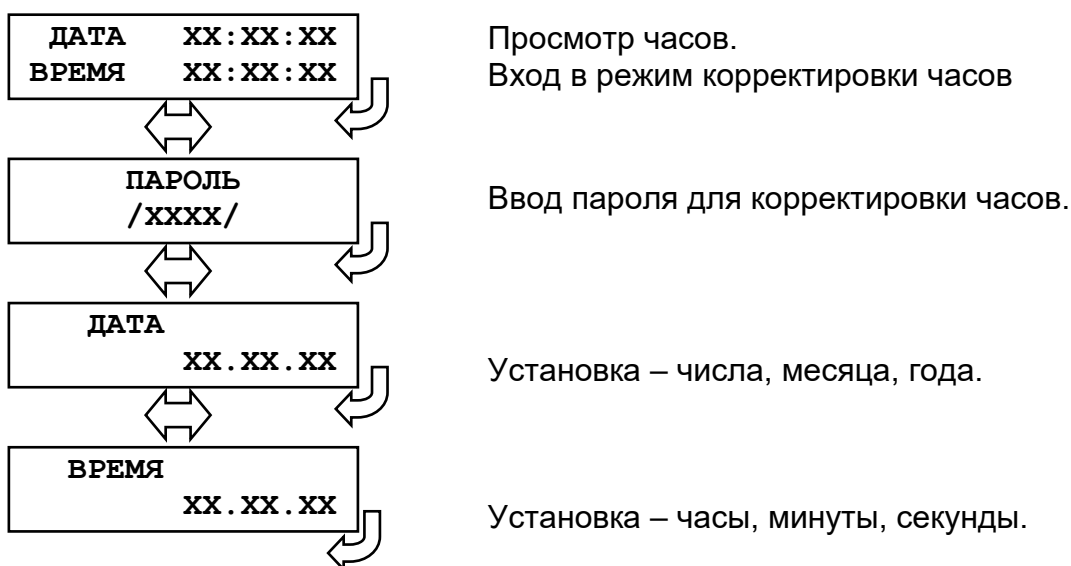 ДАТА XX:XX:XX
ВРЕМЯ XX:XX:XX
Просмотр часов.
Вход в режим корректировки часов
ПАРОЛЬ
/XXXX/
Ввод пароля для корректировки часов.
ДАТА
XX.XX.XX
Установка – числа, месяца, года.
ВРЕМЯ
XX.XX.XX
Установка – часы, минуты, секунды.